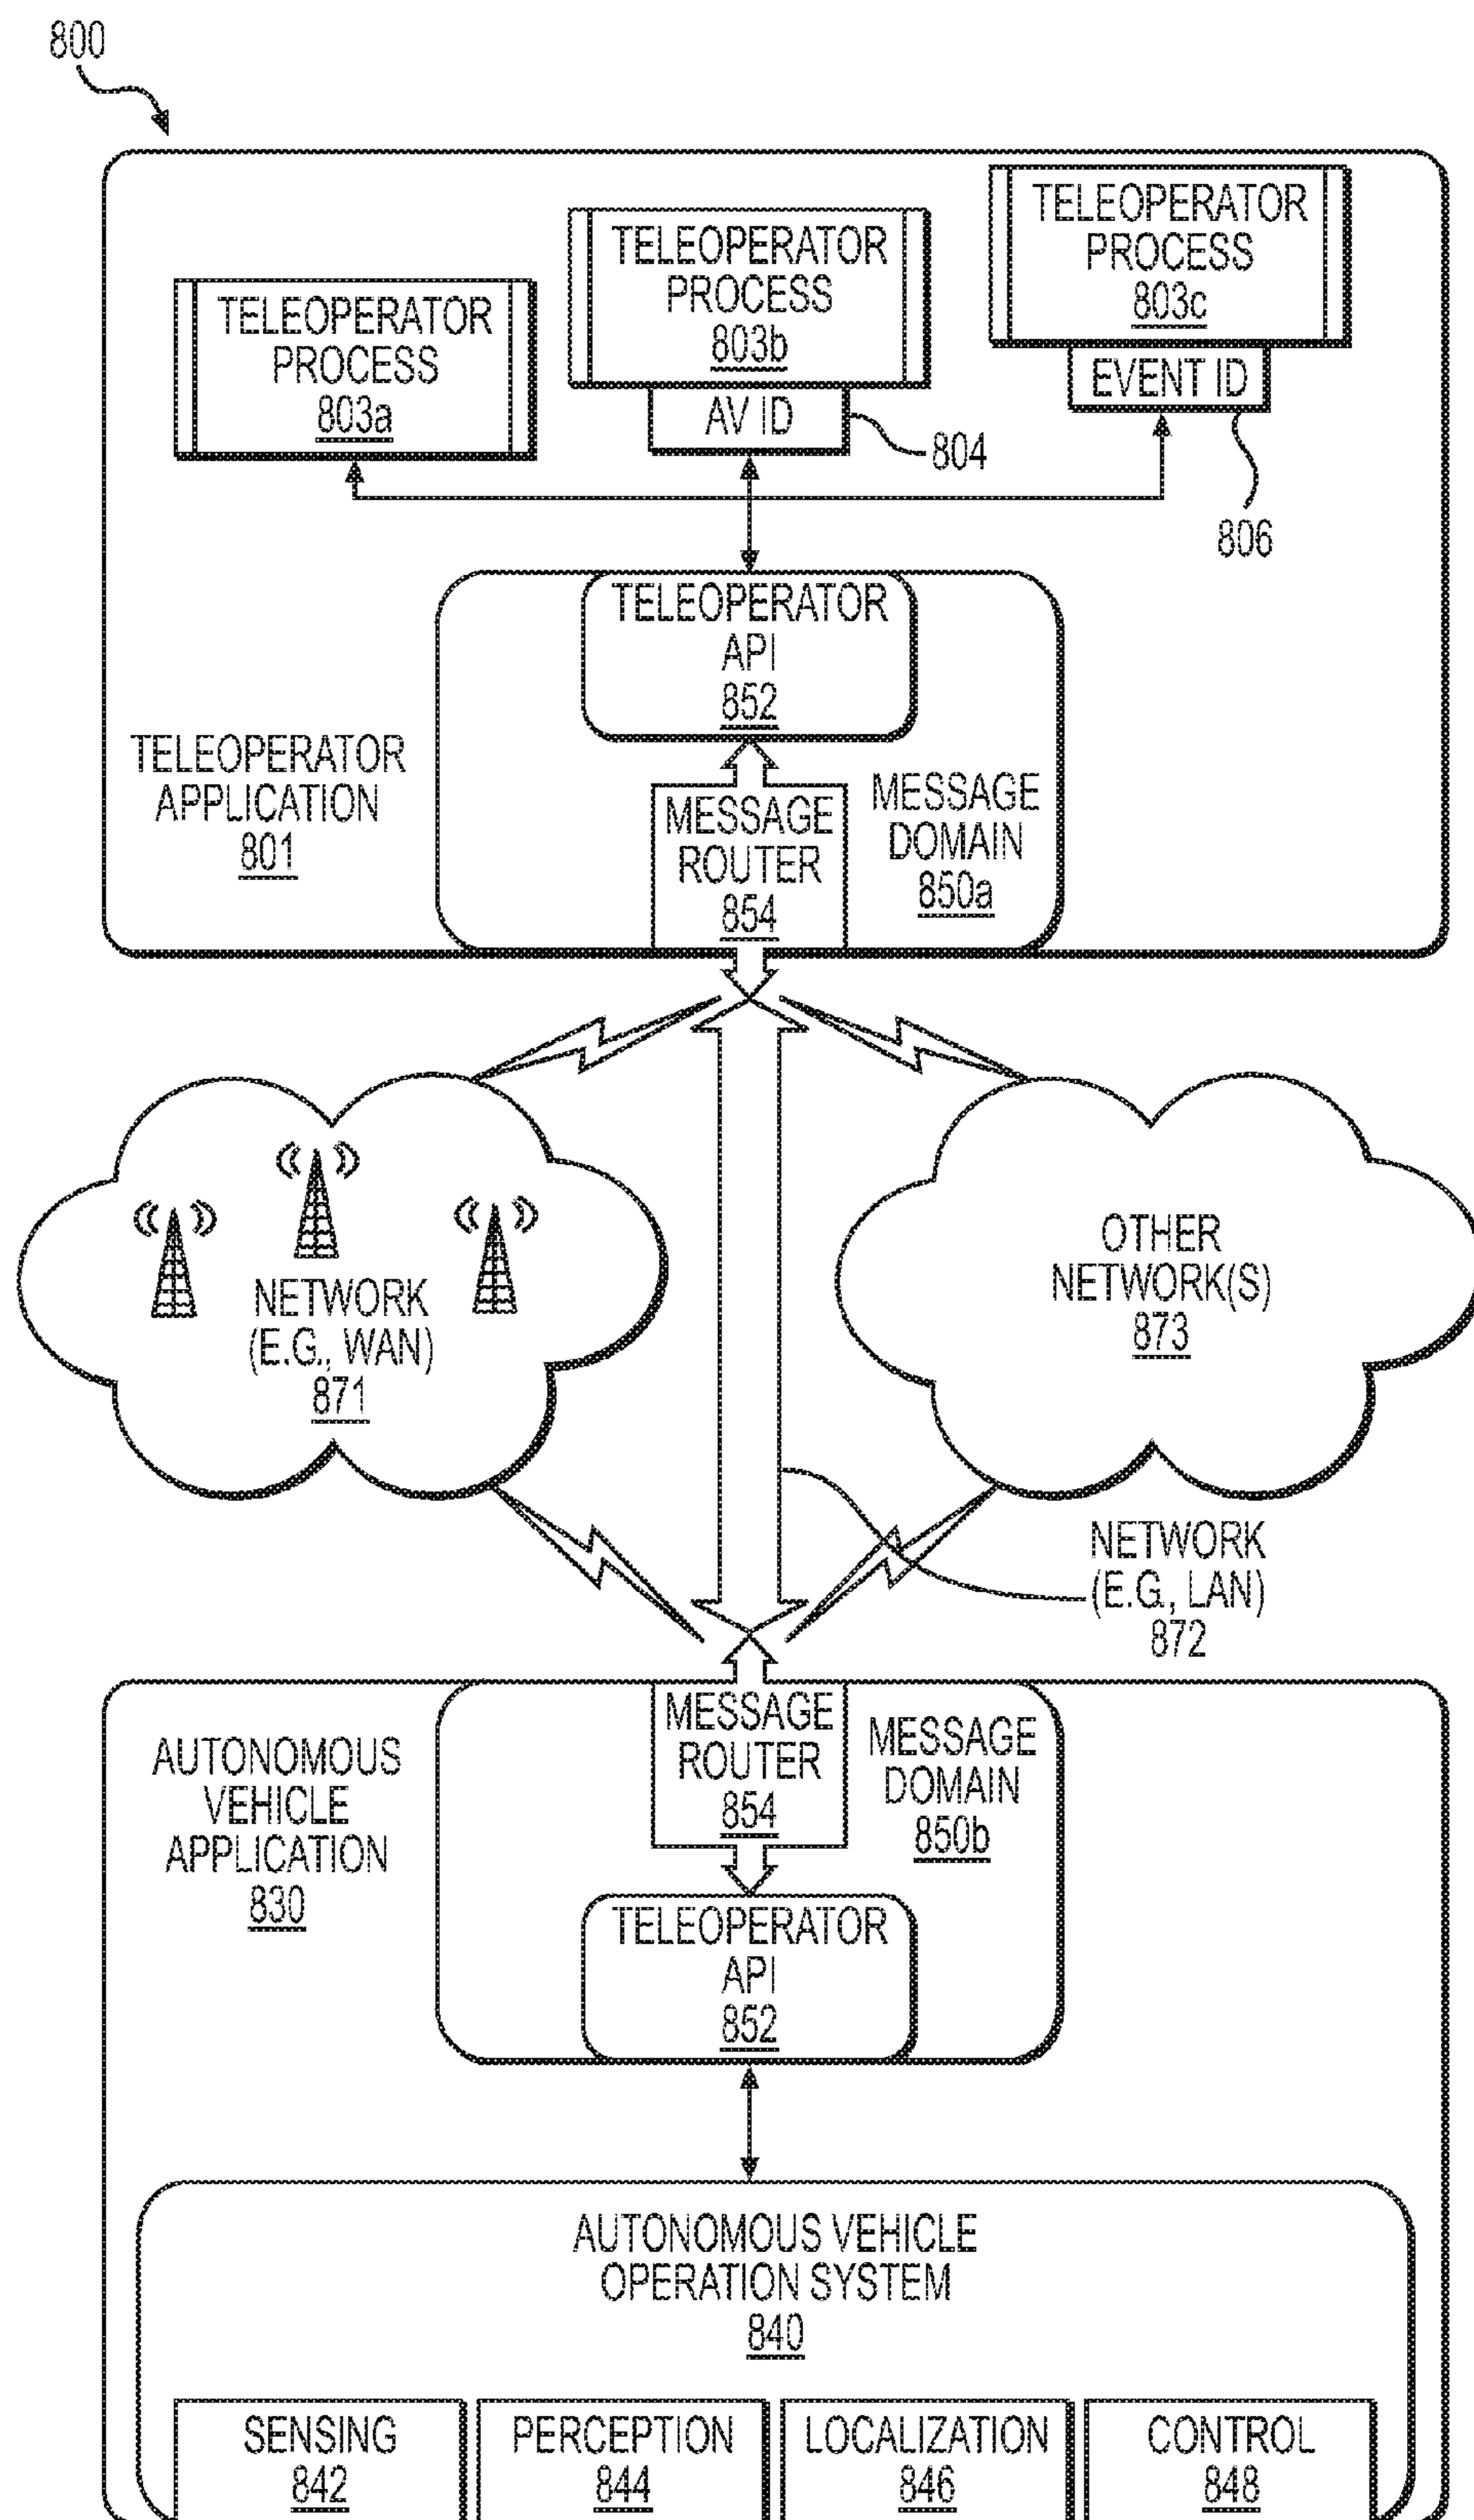 800
TELEOPERATOR
PROCESS
803a
TELEOPERATOR
PROCESS
803b
AV ID
804
TELEOPERATOR
PROCESS
803c
EVENT ID
806
TELEOPERATOR
API
852
TELEOPERATOR
APPLICATION
801
MESSAGE
ROUTER
854
MESSAGE
DOMAIN
850a
NETWORK
(E.G., WAN)
871
OTHER
NETWORK(S)
873
NETWORK
(E.G., LAN)
872
AUTONOMOUS
VEHICLE
APPLICATION
830
MESSAGE
ROUTER
854
MESSAGE
DOMAIN
850b
TELEOPERATOR
API
852
AUTONOMOUS VEHICLE
OPERATION SYSTEM
840
SENSING
842
PERCEPTION
844
LOCALIZATION
846
CONTROL
848